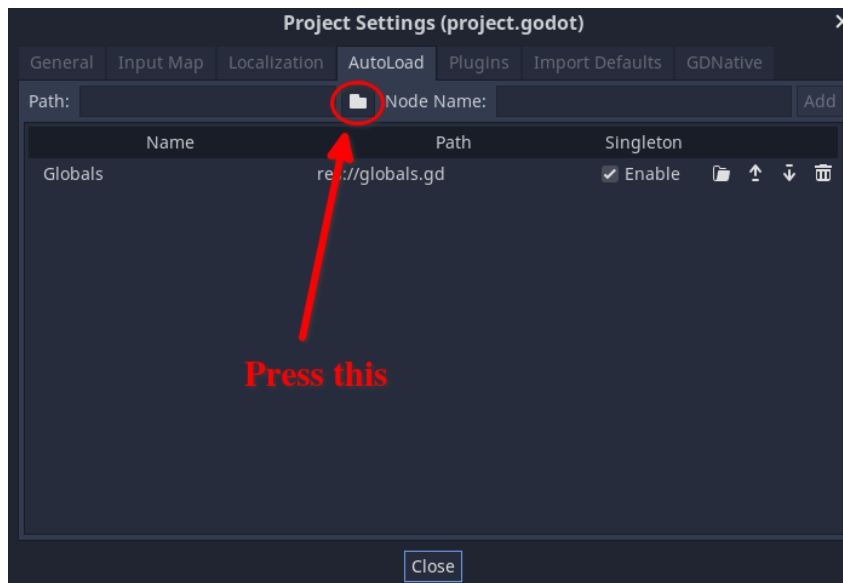 Project Settings (project.godot)
General Input Map Localization AutoLoad Plugins Import Defaults GDNative
Path: Node Name: Add
Name Path Singleton
Globals res://globals.gd Enable
Press this
Close